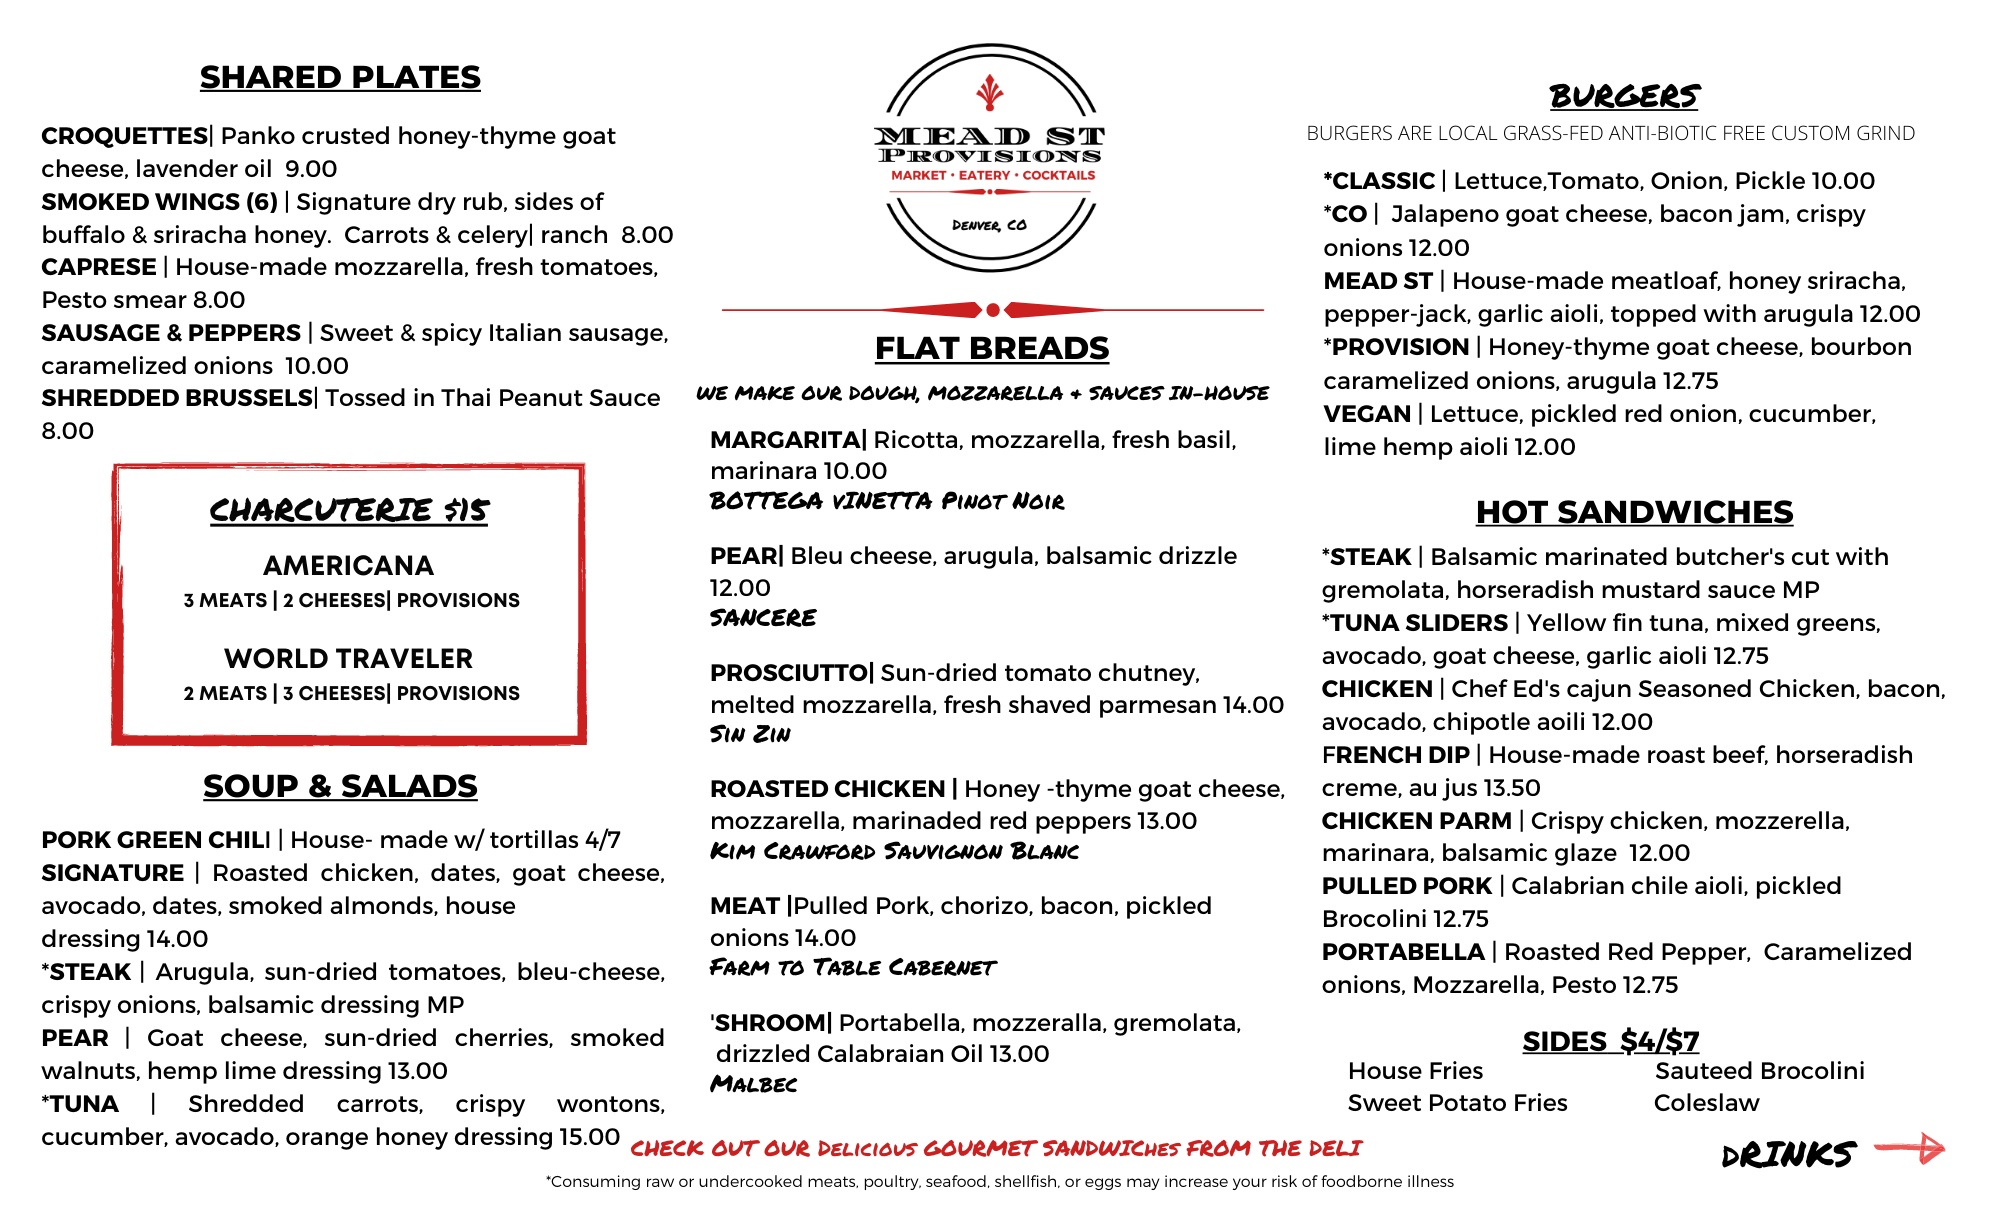 SHARED PLATES
CROQUETTES| Panko crusted honey-thyme goat
cheese, lavender oil 9.00
SMOKED WINGS (6) | Signature dry rub, sides of
buffalo & sriracha honey. Carrots & celery| ranch 8.00
CAPRESE | House-made mozzarella, fresh tomatoes,
Pesto smear 8.00
SAUSAGE & PEPPERS | Sweet & spicy Italian sausage,
caramelized onions 10.00
SHREDDED BRUSSELS| Tossed in Thai Peanut Sauce
8.00
CHARCUTERIE $15
AMERICANA
3 MEATS | 2 CHEESES| PROVISIONS
WORLD TRAVELER
2 MEATS | 3 CHEESES| PROVISIONS
SOUP & SALADS
PORK GREEN CHILI | House- made w/ tortillas 4/7
SIGNATURE | Roasted chicken, dates, goat cheese,
avocado, dates, smoked almonds, house
dressing 14.00
*STEAK | Arugula, sun-dried tomatoes, bleu-cheese,
crispy onions, balsamic dressing MP
PEAR | Goat cheese, sun-dried cherries, smoked
walnuts, hemp lime dressing 13.00
*TUNA | Shredded carrots, crispy wontons,
cucumber, avocado, orange honey dressing 15.00
MEAD ST
PROVISIONS
MARKET • EATERY • COCKTAILS
DENVER, CO
FLAT BREADS
WE MAKE OUR DOUGH, MOZZARELLA + SAUCES IN-HOUSE
MARGARITA| Ricotta, mozzarella, fresh basil,
marinara 10.00
BOTTEGA VINETTA PINOT NOIR
PEAR| Bleu cheese, arugula, balsamic drizzle
12.00
SANCERE
PROSCIUTTO| Sun-dried tomato chutney,
melted mozzarella, fresh shaved parmesan 14.00
SIN ZIN
ROASTED CHICKEN | Honey -thyme goat cheese,
mozzarella, marinaded red peppers 13.00
KIM CRAWFORD SAUVIGNON BLANC
MEAT |Pulled Pork, chorizo, bacon, pickled
onions 14.00
FARM TO TABLE CABERNET
'SHROOM| Portabella, mozzeralla, gremolata,
drizzled Calabraian Oil 13.00
MALBEC
BURGERS
BURGERS ARE LOCAL GRASS-FED ANTI-BIOTIC FREE CUSTOM GRIND
*CLASSIC | Lettuce,Tomato, Onion, Pickle 10.00
*CO | Jalapeno goat cheese, bacon jam, crispy
onions 12.00
MEAD ST | House-made meatloaf, honey sriracha,
pepper-jack, garlic aioli, topped with arugula 12.00
*PROVISION | Honey-thyme goat cheese, bourbon
caramelized onions, arugula 12.75
VEGAN | Lettuce, pickled red onion, cucumber,
lime hemp aioli 12.00
HOT SANDWICHES
*STEAK | Balsamic marinated butcher's cut with
gremolata, horseradish mustard sauce MP
*TUNA SLIDERS | Yellow fin tuna, mixed greens,
avocado, goat cheese, garlic aioli 12.75
CHICKEN | Chef Ed's cajun Seasoned Chicken, bacon,
avocado, chipotle aoili 12.00
FRENCH DIP | House-made roast beef, horseradish
creme, au jus 13.50
CHICKEN PARM | Crispy chicken, mozzerella,
marinara, balsamic glaze 12.00
PULLED PORK | Calabrian chile aioli, pickled
Brocolini 12.75
PORTABELLA | Roasted Red Pepper, Caramelized
onions, Mozzarella, Pesto 12.75
SIDES $4/$7
House Fries Sauteed Brocolini
Sweet Potato Fries Coleslaw
CHECK OUT OUR DELICIOUS GOURMET SANDWICHES FROM THE DELI
DRINKS
*Consuming raw or undercooked meats, poultry, seafood, shellfish, or eggs may increase your risk of foodborne illness